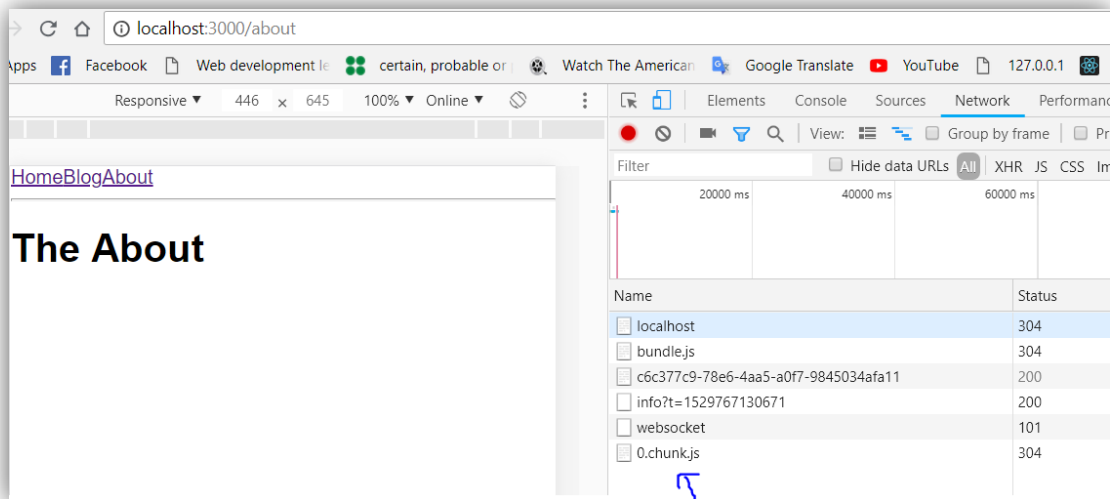 localhost:3000/about
Apps Facebook Web development le certain, probable or Watch The American Google Translate YouTube 127.0.0.1
Responsive ▼ 446 x 645 100% ▼ Online ▼ Elements Console Sources Network Performanc
View: Group by frame Pr
Filter Hide data URLs All XHR JS CSS Im
20000 ms 40000 ms 60000 ms
HomeBlogAbout
The About
Name Status
localhost 304
bundle.js 304
c6c377c9-78e6-4aa5-a0f7-9845034afa11 200
info?t=1529767130671 200
websocket 101
0.chunk.js 304